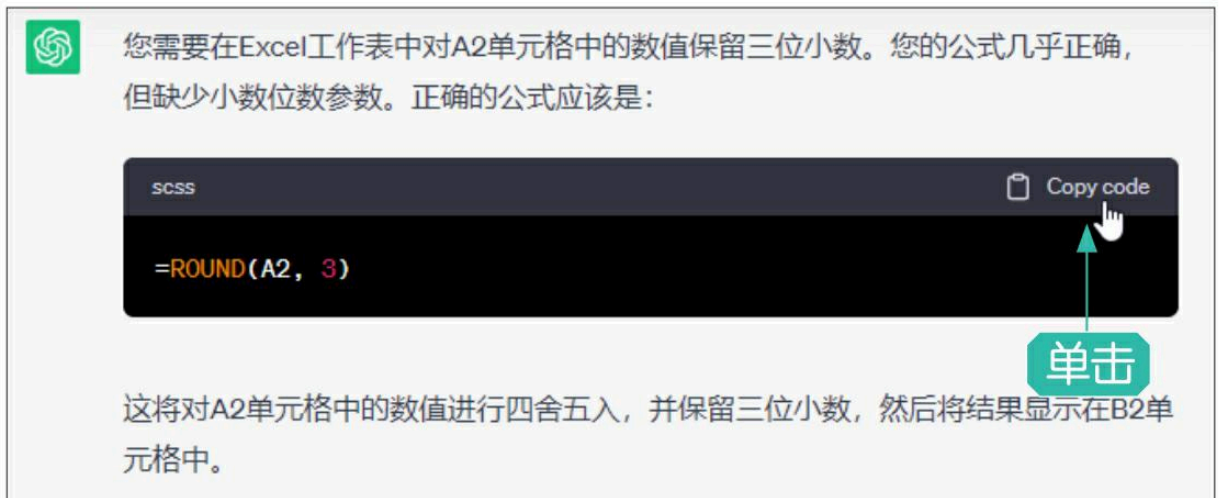 您需要在Excel工作表中对A2单元格中的数值保留三位小数。您的公式几乎正确，
但缺少小数位数参数。正确的公式应该是：
scss
Copy code
=ROUND(A2, 3)
单击
这将对A2单元格中的数值进行四舍五入，并保留三位小数，然后将结果显示在B2单
元格中。